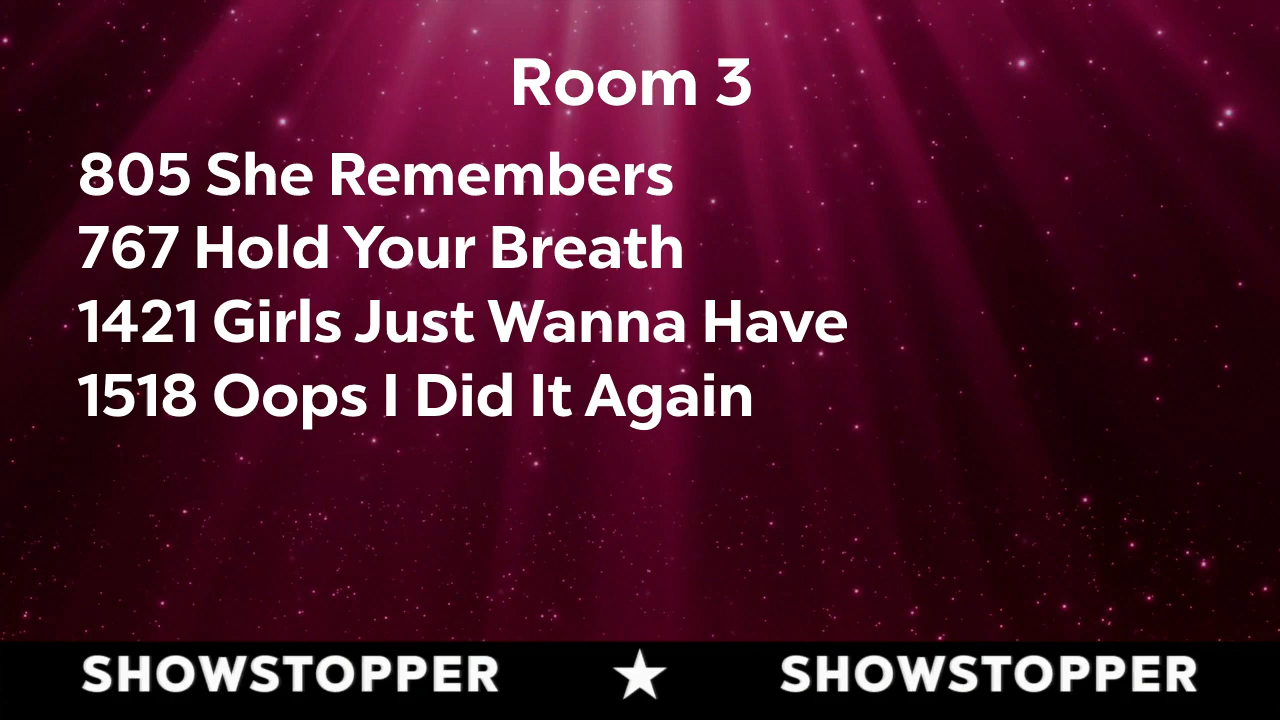 Room 3
805 She Remembers
767 Hold Your Breath
1421 Girls Just Wanna Have
1518 Oops I Did It Again
SHOWSTOPPER ★ SHOWSTOPPER